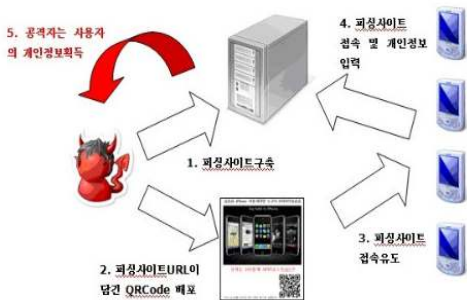 5. 공격자는 사용자
의 개인정보획득
4. 피싱사이트
접속 및 개인정보
입력
1. 피싱사이트구축
3. 피싱사이트
접속유도
2. 피싱사이트URL이
담긴 QRCode 배포